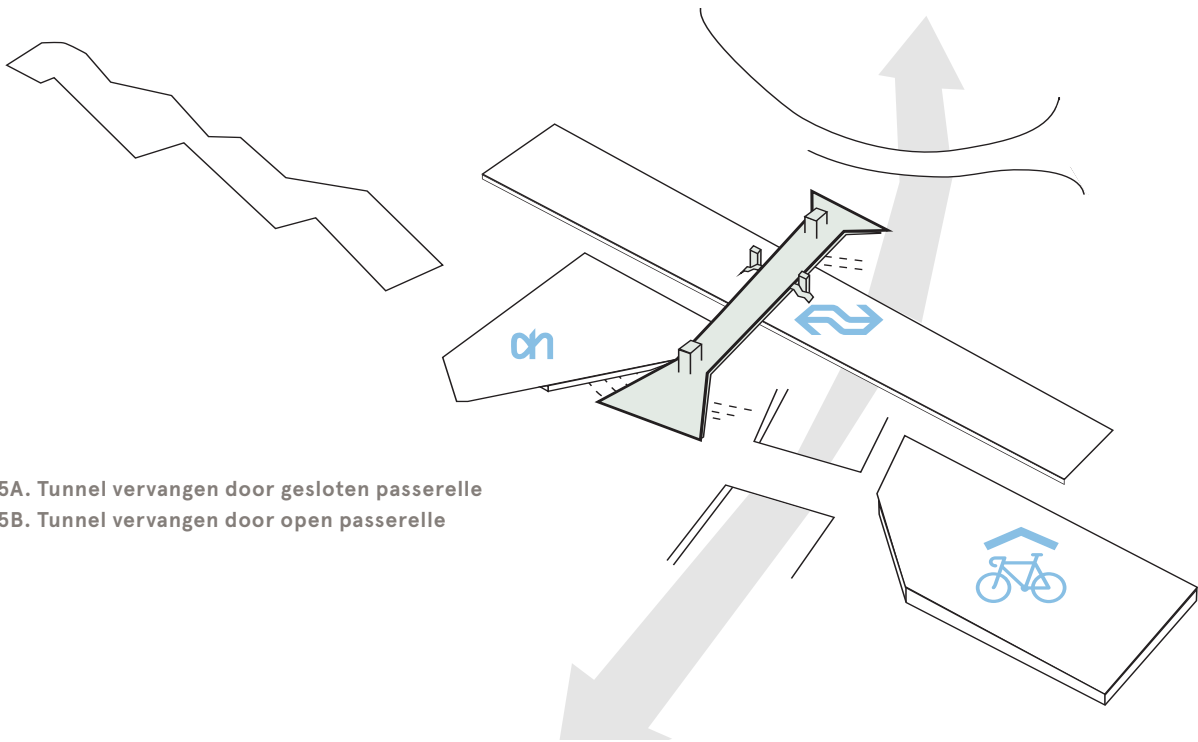 5A. Tunnel vervangen door gesloten passerelle
5B. Tunnel vervangen door open passerelle